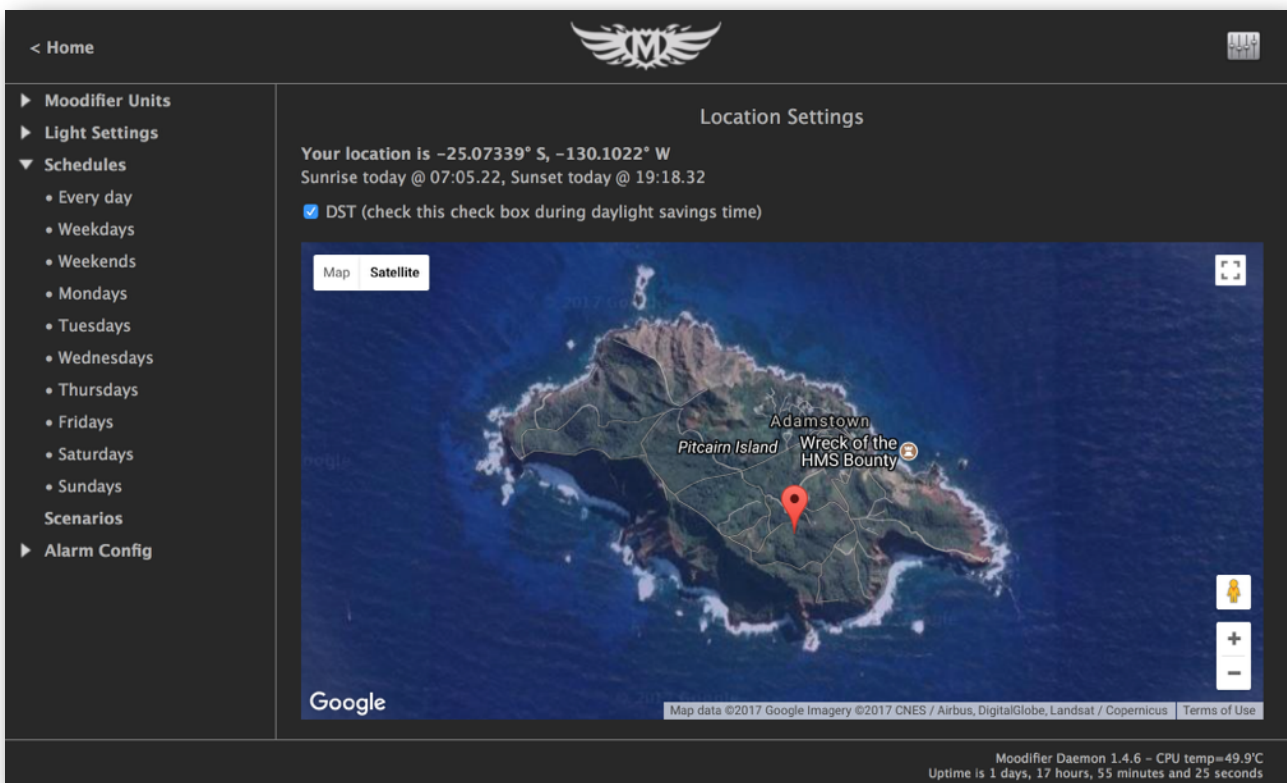 < Home
M
Moodifier Units
Light Settings
Schedules
• Every day
• Weekdays
• Weekends
• Mondays
• Tuesdays
• Wednesdays
• Thursdays
• Fridays
• Saturdays
• Sundays
Scenarios
Alarm Config
Location Settings
Your location is -25.07339° S, -130.1022° W
Sunrise today @ 07:05.22, Sunset today @ 19:18.32
DST (check this check box during daylight savings time)
Map Satellite
Adamstown
Pitcairn Island
Wreck of the
HMS Bounty
Google
Map data ©2017 Google Imagery ©2017 CNES / Airbus, DigitalGlobe, Landsat / Copernicus Terms of Use
Moodifier Daemon 1.4.6 – CPU temp=49.9'C
Uptime is 1 days, 17 hours, 55 minutes and 25 seconds